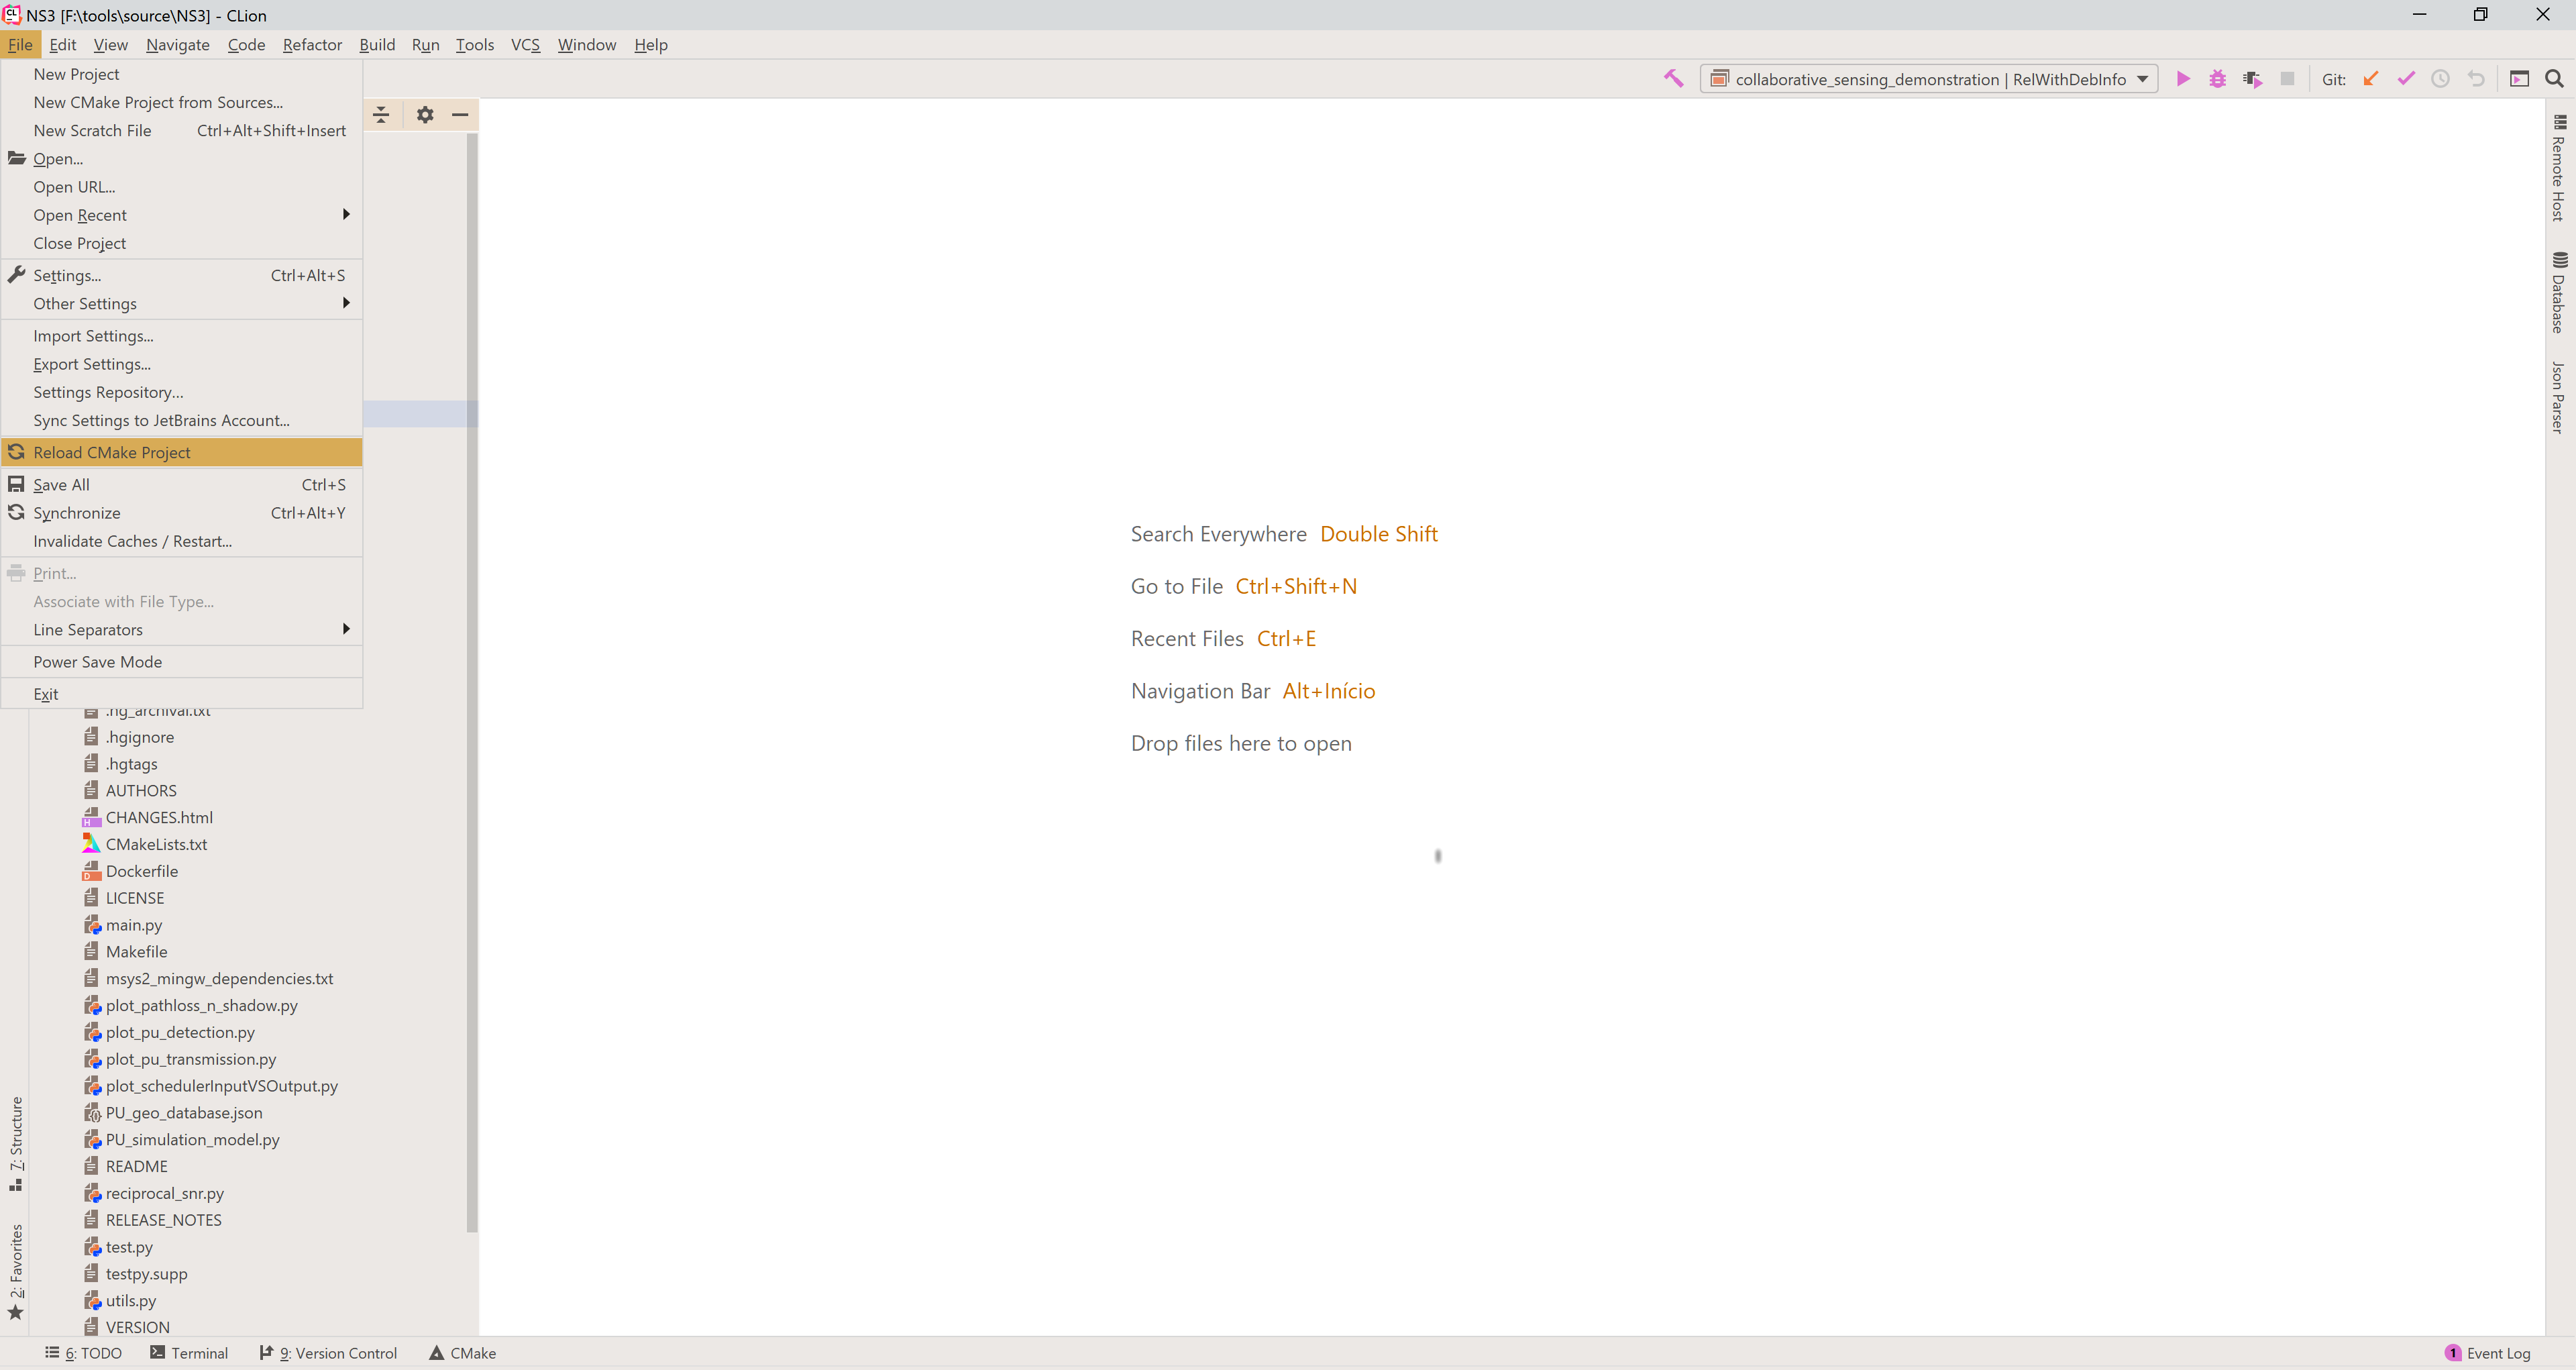 NS3 [F:\tools\source\NS3] - CLion
File Edit View Navigate Code Refactor Build Run Tools VCS Window Help
collaborative_sensing_demonstration | RelWithDebInfo
Git:
New Project
New CMake Project from Sources...
New Scratch File Ctrl+Alt+Shift+Insert
Open...
Open URL...
Open Recent
Close Project
Settings... Ctrl+Alt+S
Other Settings
Import Settings...
Export Settings...
Settings Repository...
Sync Settings to JetBrains Account...
Reload CMake Project
Save All Ctrl+S
Synchronize Ctrl+Alt+Y
Invalidate Caches / Restart...
Print...
Associate with File Type...
Line Separators
Power Save Mode
Exit
.hg_archival.txt
.hgignore
.hgtags
AUTHORS
CHANGES.html
CMakeLists.txt
Dockerfile
LICENSE
main.py
Makefile
msys2_mingw_dependencies.txt
plot_pathloss_n_shadow.py
plot_pu_detection.py
plot_pu_transmission.py
plot_schedulerInputVSOutput.py
PU_geo_database.json
PU_simulation_model.py
README
reciprocal_snr.py
RELEASE_NOTES
test.py
testpy.supp
utils.py
VERSION
7: Structure
2: Favorites
Search Everywhere Double Shift
Go to File Ctrl+Shift+N
Recent Files Ctrl+E
Navigation Bar Alt+Início
Drop files here to open
Remote Host
Database
Json Parser
6: TODO Terminal 9: Version Control CMake
1 Event Log